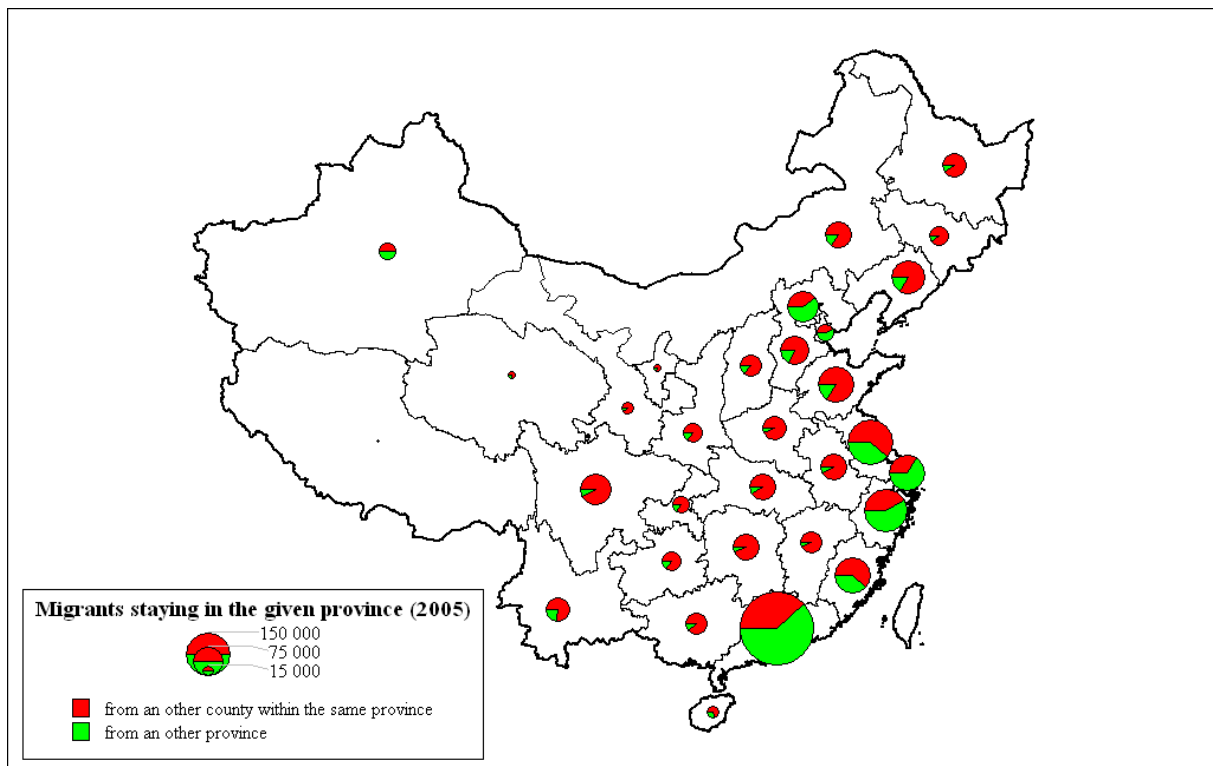 Migrants staying in the given province (2005)
150 000
75 000
15 000
from an other county within the same province
from an other province